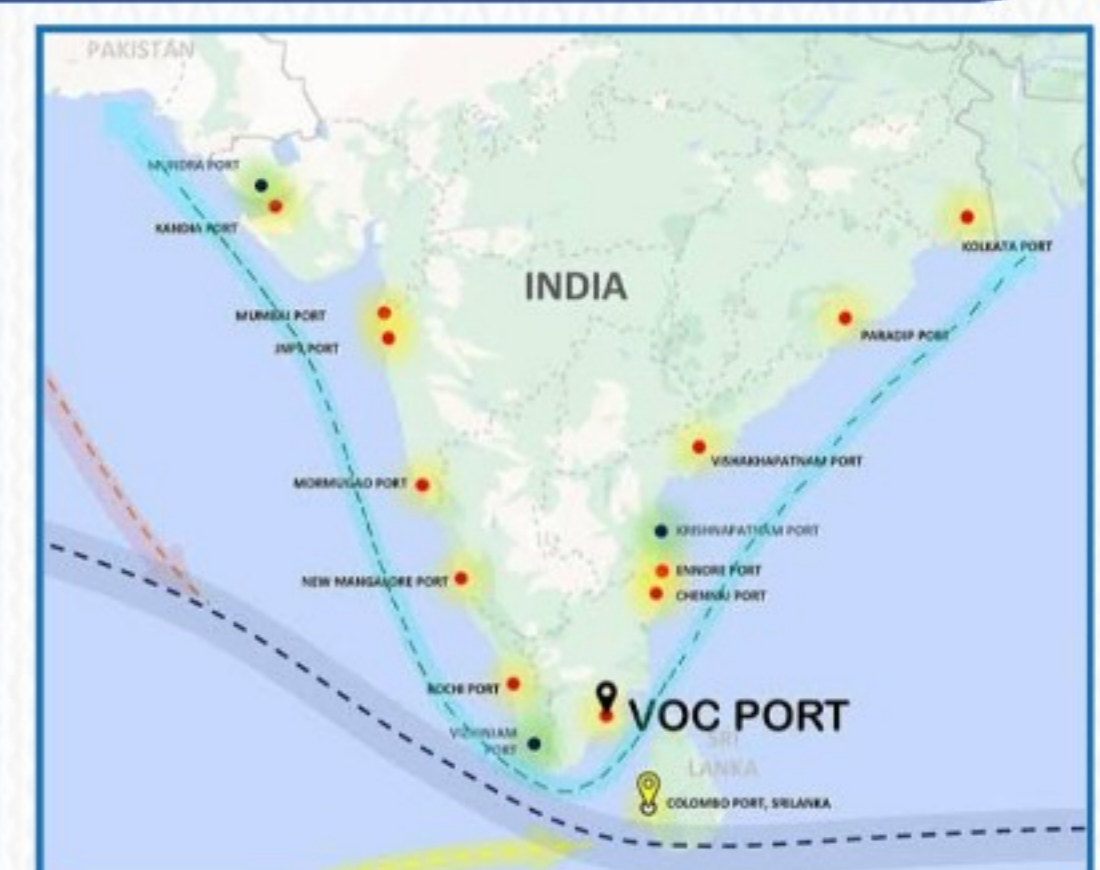 PAKISTAN
MUNDRA PORT
KANDLA PORT
KOLKATA PORT
INDIA
MUMBAI PORT
PARADIP PORT
JNPT PORT
VISHAKHAPATNAM PORT
MORMUGAO PORT
KRISHNAPATNAM PORT
ENNORE PORT
NEW MANGALORE PORT
CHENNAI PORT
KOCHI PORT
VOC PORT
VIZHINJAM
PORT
SRI
LANKA
COLOMBO PORT, SRILANKA